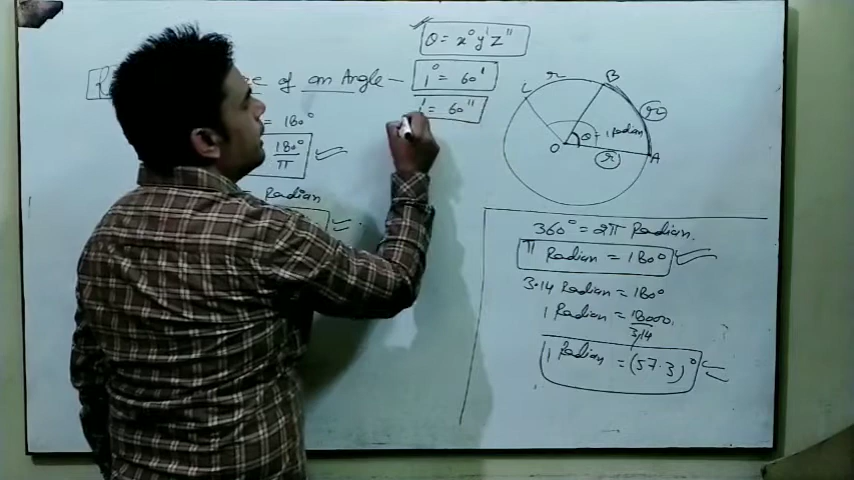 of an Angle -
= 180°
180°/π
Radian
θ = x° y' z"
1° = 60'
1' = 60"
B
r
C
r
θ = 1 Radian
O
r
A
360° = 2π Radian.
π Radian = 180°
3.14 Radian = 180°
1 Radian =
3.14
1 Radian = (57.3)°